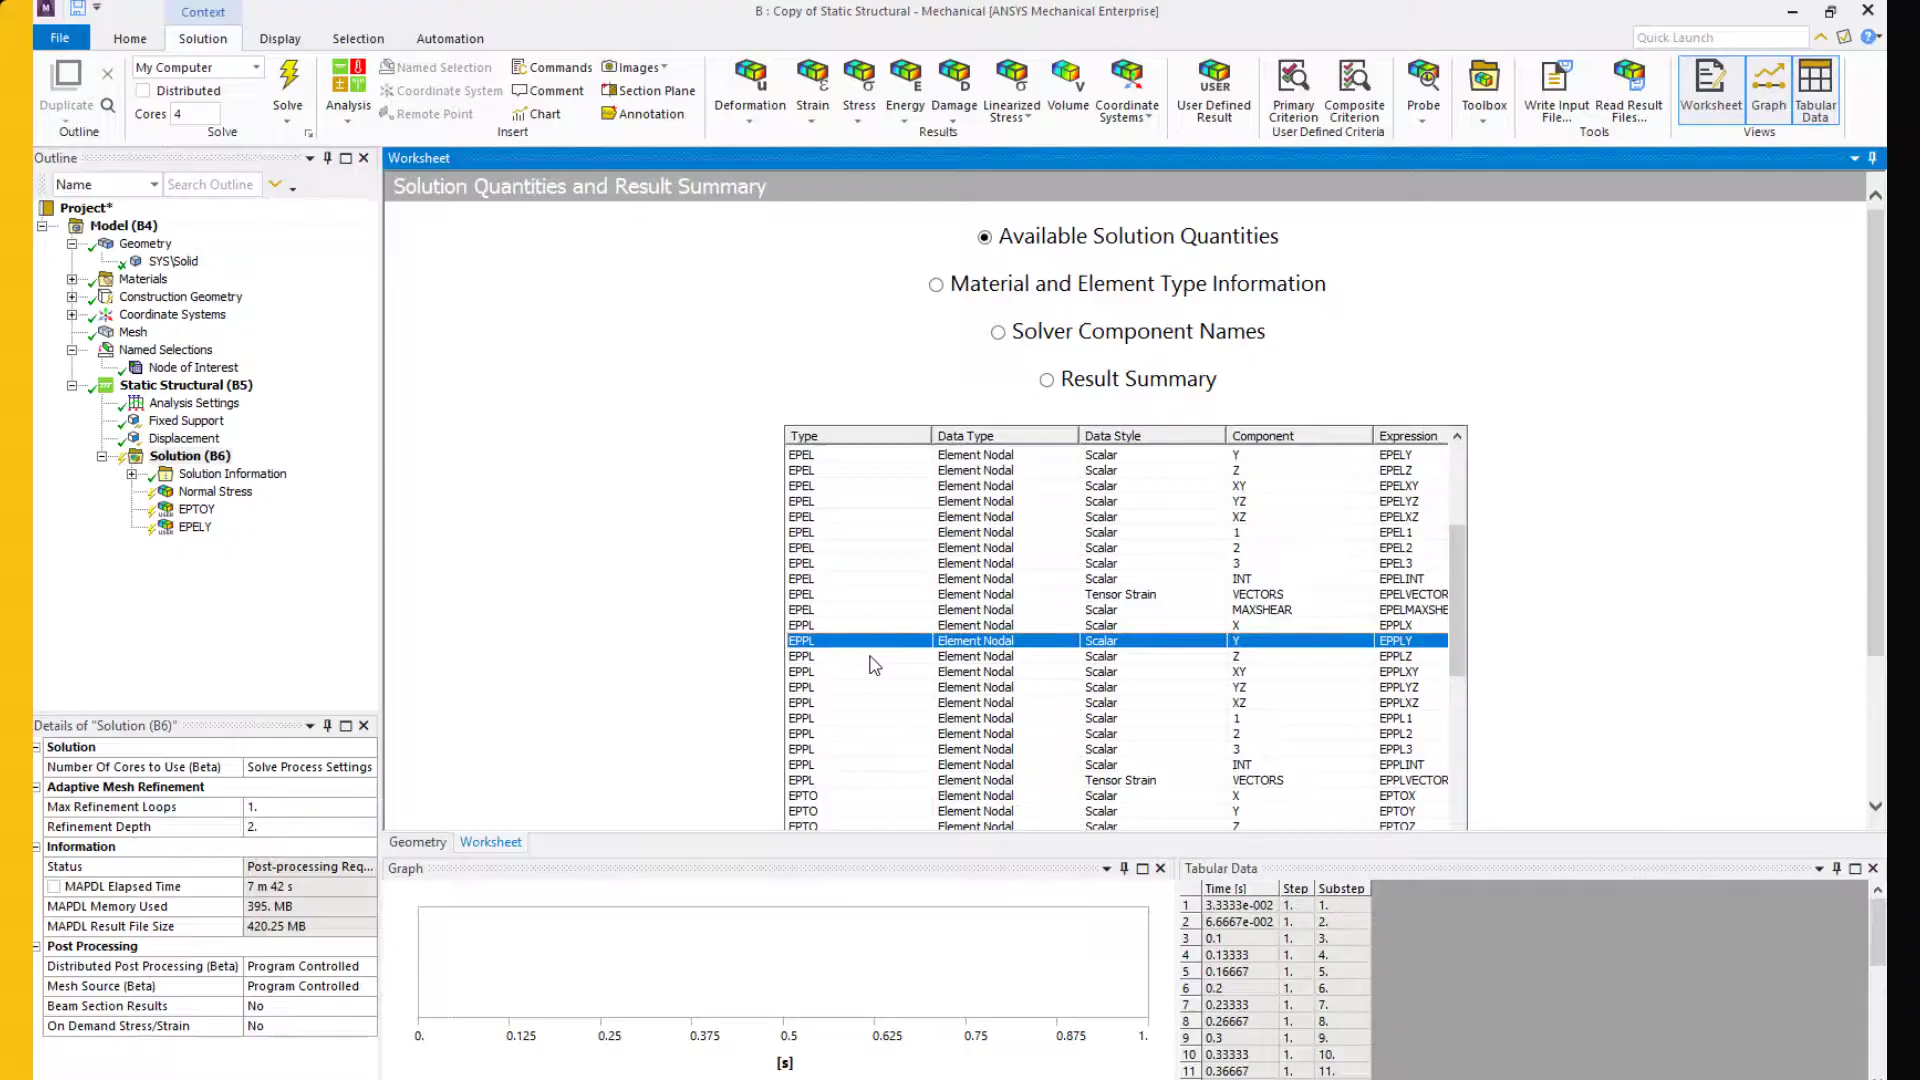 Context
B : Copy of Static Structural - Mechanical [ANSYS Mechanical Enterprise]
File Home Solution Display Selection Automation
Quick Launch
Duplicate
Outline
My Computer
Distributed
Cores 4
Solve
Solve
Analysis
Named Selection
Coordinate System
Remote Point
Commands
Comment
Chart
Images
Section Plane
Annotation
Insert
Deformation Strain Stress Energy Damage Linearized Stress Volume Coordinate Systems
Results
USER
User Defined Result
Primary Criterion Composite Criterion
User Defined Criteria
Probe
Toolbox
Write Input File... Read Result Files...
Tools
Worksheet Graph Tabular Data
Views
Outline
Name Search Outline
Project*
Model (B4)
Geometry
SYS\Solid
Materials
Construction Geometry
Coordinate Systems
Mesh
Named Selections
Node of Interest
Static Structural (B5)
Analysis Settings
Fixed Support
Displacement
Solution (B6)
Solution Information
Normal Stress
EPTOY
EPELY
Worksheet
Solution Quantities and Result Summary
Available Solution Quantities
Material and Element Type Information
Solver Component Names
Result Summary
Type Data Type Data Style Component Expression
EPEL Element Nodal Scalar Y EPELY
EPEL Element Nodal Scalar Z EPELZ
EPEL Element Nodal Scalar XY EPELXY
EPEL Element Nodal Scalar YZ EPELYZ
EPEL Element Nodal Scalar XZ EPELXZ
EPEL Element Nodal Scalar 1 EPEL1
EPEL Element Nodal Scalar 2 EPEL2
EPEL Element Nodal Scalar 3 EPEL3
EPEL Element Nodal Scalar INT EPELINT
EPEL Element Nodal Tensor Strain VECTORS EPELVECTOR
EPEL Element Nodal Scalar MAXSHEAR EPELMAXSHE
EPPL Element Nodal Scalar X EPPLX
EPPL Element Nodal Scalar Y EPPLY
EPPL Element Nodal Scalar Z EPPLZ
EPPL Element Nodal Scalar XY EPPLXY
EPPL Element Nodal Scalar YZ EPPLYZ
EPPL Element Nodal Scalar XZ EPPLXZ
EPPL Element Nodal Scalar 1 EPPL1
EPPL Element Nodal Scalar 2 EPPL2
EPPL Element Nodal Scalar 3 EPPL3
EPPL Element Nodal Scalar INT EPPLINT
EPPL Element Nodal Tensor Strain VECTORS EPPLVECTOR
EPTO Element Nodal Scalar X EPTOX
EPTO Element Nodal Scalar Y EPTOY
EPTO Element Nodal Scalar Z EPTOZ
Geometry Worksheet
Details of "Solution (B6)"
Solution
Number Of Cores to Use (Beta) Solve Process Settings
Adaptive Mesh Refinement
Max Refinement Loops 1.
Refinement Depth 2.
Information
Status Post-processing Req...
MAPDL Elapsed Time 7 m 42 s
MAPDL Memory Used 395. MB
MAPDL Result File Size 420.25 MB
Post Processing
Distributed Post Processing (Beta) Program Controlled
Mesh Source (Beta) Program Controlled
Beam Section Results No
On Demand Stress/Strain No
Graph
0. 0.125 0.25 0.375 0.5 0.625 0.75 0.875 1.
[s]
Tabular Data
Time [s] Step Substep
1 3.3333e-002 1. 1.
2 6.6667e-002 1. 2.
3 0.1 1. 3.
4 0.13333 1. 4.
5 0.16667 1. 5.
6 0.2 1. 6.
7 0.23333 1. 7.
8 0.26667 1. 8.
9 0.3 1. 9.
10 0.33333 1. 10.
11 0.36667 1. 11.